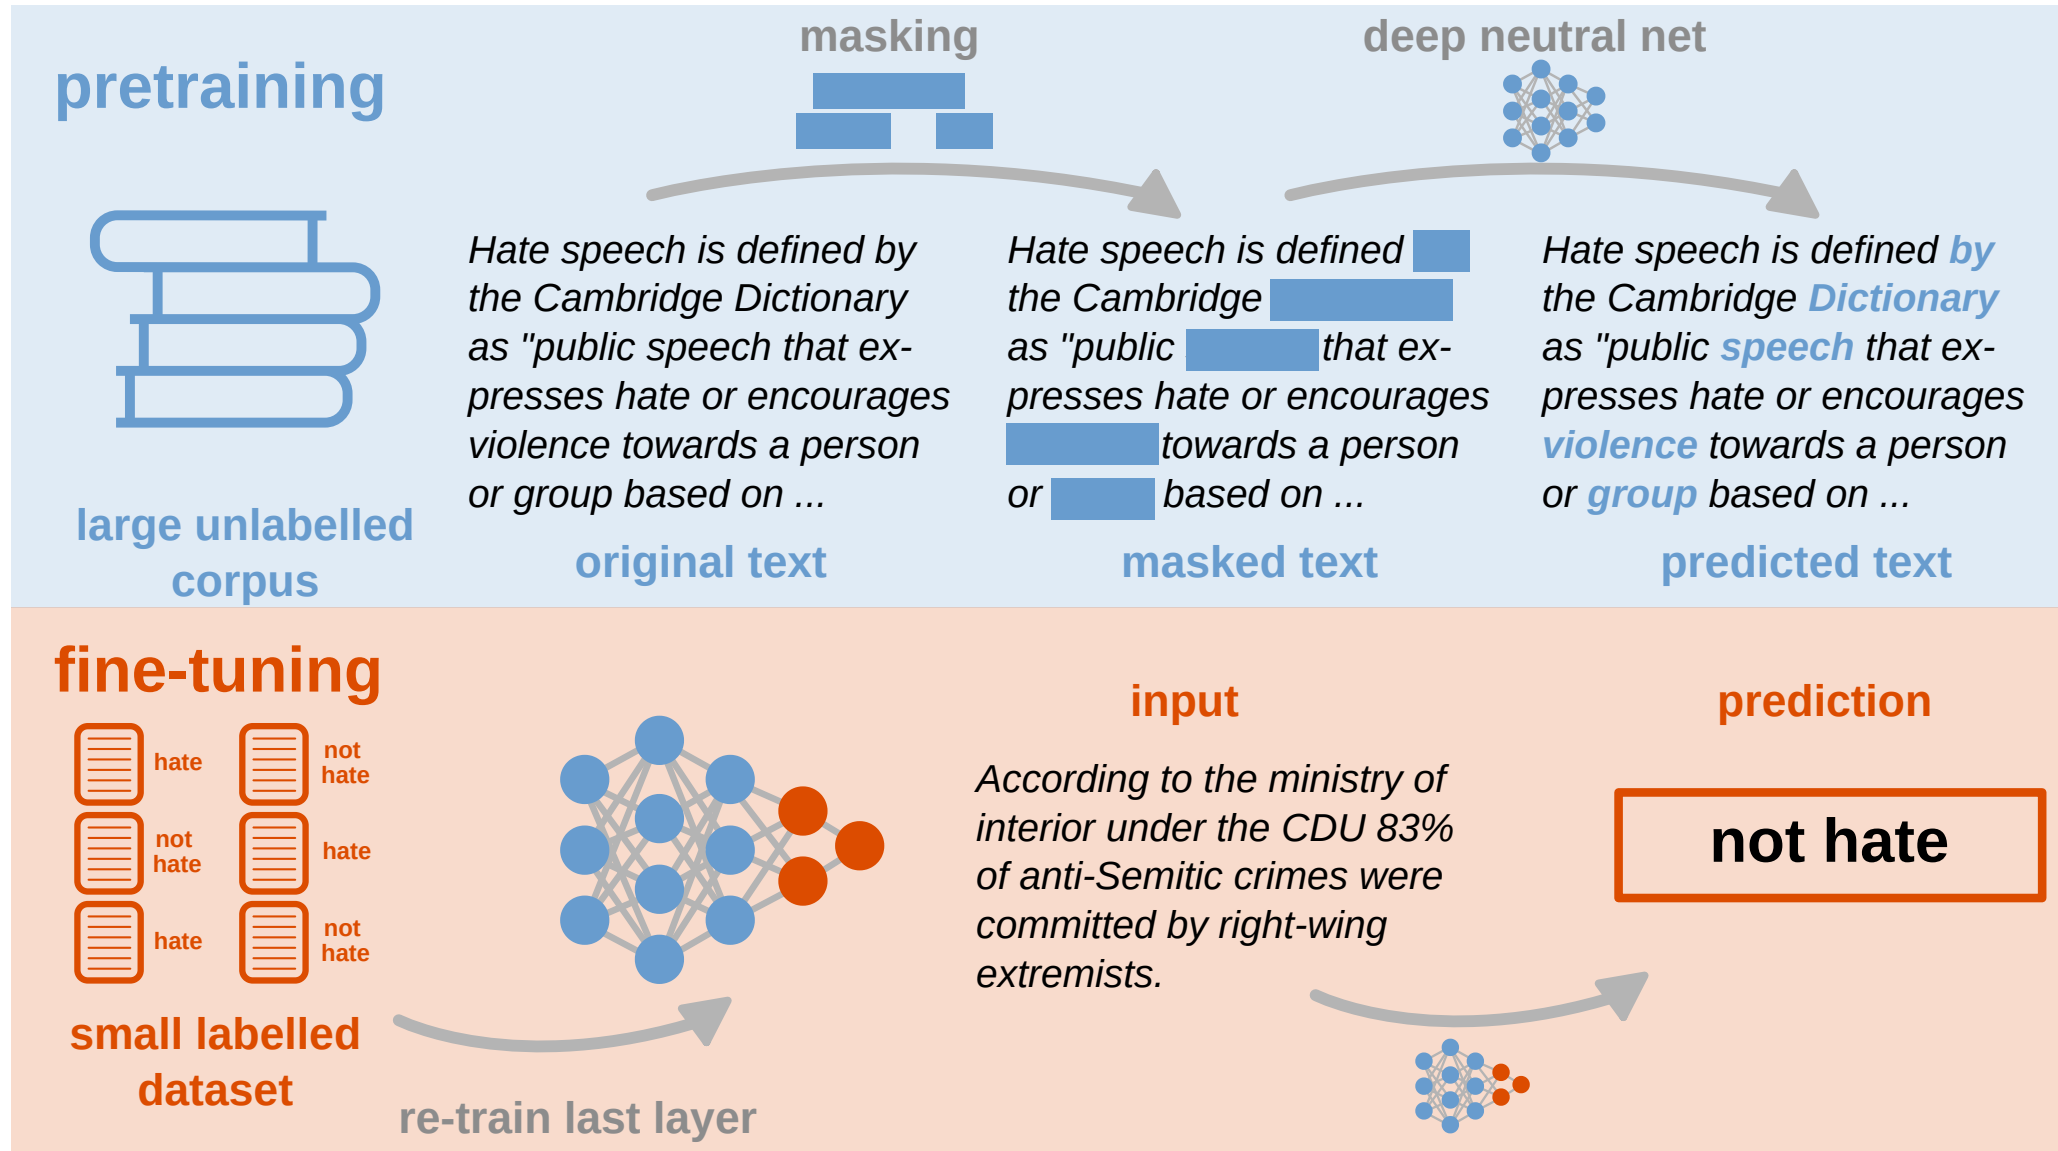 pretraining
masking
deep neutral net
large unlabelled
corpus
Hate speech is defined by
the Cambridge Dictionary
as "public speech that ex-
presses hate or encourages
violence towards a person
or group based on ...
original text
Hate speech is defined
the Cambridge
as "public that ex-
presses hate or encourages
towards a person
or based on ...
masked text
Hate speech is defined by
the Cambridge Dictionary
as "public speech that ex-
presses hate or encourages
violence towards a person
or group based on ...
predicted text
fine-tuning
hate
not
hate
not
hate
hate
hate
not
hate
small labelled
dataset
re-train last layer
input
According to the ministry of
interior under the CDU 83%
of anti-Semitic crimes were
committed by right-wing
extremists.
prediction
not hate